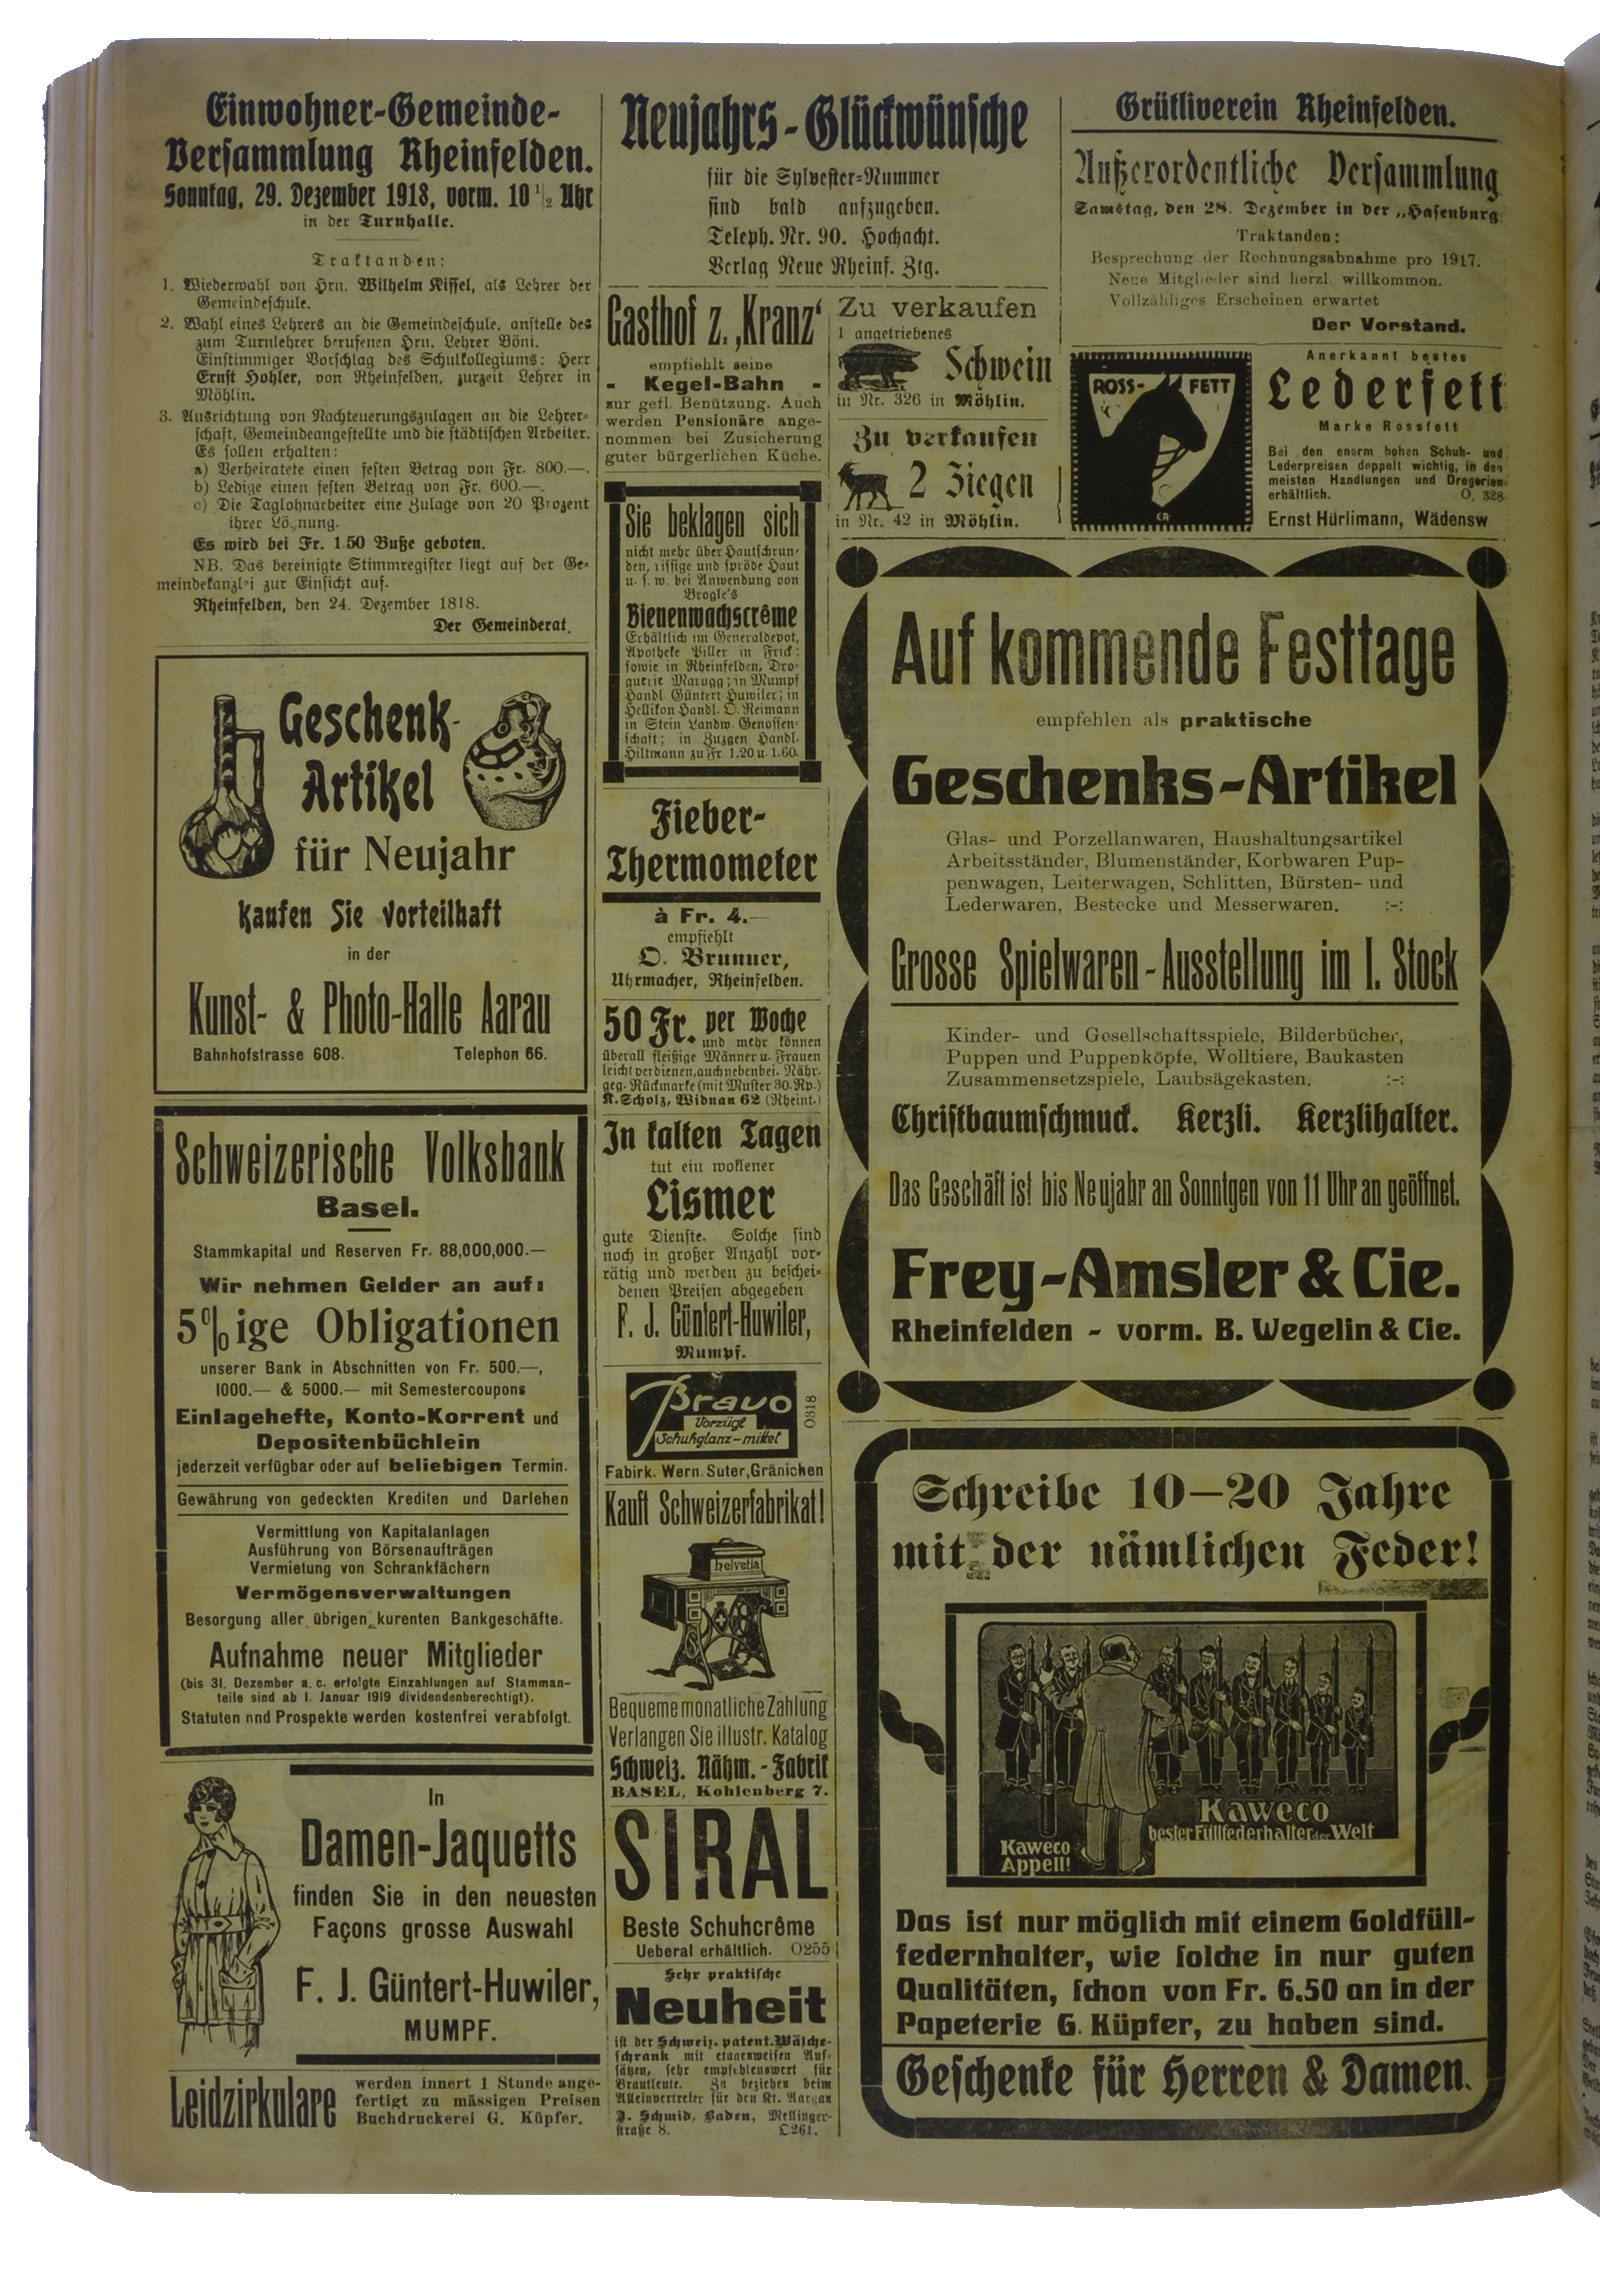 Einwohner-Gemeinde-
Versammlung Rheinfelden.
Sonntag, 29. Dezember 1918, vorm. 10 1/2 Uhr
in der Turnhalle.
Traktanden:
1. Wiederwahl von Hrn. Wilhelm Kissel, als Lehrer der
Gemeindeschule.
2. Wahl eines Lehrers an die Gemeindeschule, anstelle des
zum Turnlehrer berufenen Hrn. Lehrer Böni.
Einstimmiger Vorschlag des Schulkollegiums: Herr
Ernst Hohler, von Rheinfelden, zurzeit Lehrer in
Möhlin.
3. Ausrichtung von Nachteuerungszulagen an die Lehrer-
schaft, Gemeindeangestellte und die städtischen Arbeiter.
Es sollen erhalten:
a) Verheiratete einen festen Betrag von Fr. 800.—.
b) Ledige einen festen Betrag von Fr. 600.—.
c) Die Taglohnarbeiter eine Zulage von 20 Prozent
ihrer Löhnung.
Es wird bei Fr. 1.50 Buße geboten.
NB. Das bereinigte Stimmregister liegt auf der Ge-
meindekanzlei zur Einsicht auf.
Rheinfelden, den 24. Dezember 1818.
Der Gemeinderat.
Geschenk-
Artikel
für Neujahr
kaufen Sie vorteilhaft
in der
Kunst- & Photo-Halle Aarau
Bahnhofstrasse 608. Telephon 66.
Schweizerische Volksbank
Basel.
Stammkapital und Reserven Fr. 88,000,000.—
Wir nehmen Gelder an auf:
5%ige Obligationen
unserer Bank in Abschnitten von Fr. 500.—,
1000.— & 5000.— mit Semestercoupons
Einlagehefte, Konto-Korrent und
Depositenbüchlein
jederzeit verfügbar oder auf beliebigen Termin.
Gewährung von gedeckten Krediten und Darlehen
Vermittlung von Kapitalanlagen
Ausführung von Börsenaufträgen
Vermietung von Schrankfächern
Vermögensverwaltungen
Besorgung aller übrigen kurenten Bankgeschäfte.
Aufnahme neuer Mitglieder
(bis 31. Dezember a. c. erfolgte Einzahlungen auf Stamman-
teile sind ab 1. Januar 1919 dividendenberechtigt).
Statuten nnd Prospekte werden kostenfrei verabfolgt.
In
Damen-Jaquetts
finden Sie in den neuesten
Façons grosse Auswahl
F. J. Güntert-Huwiler,
MUMPF.
Leidzirkulare
werden innert 1 Stunde ange-
fertigt zu mässigen Preisen
Buchdruckerei G. Küpfer.
Neujahrs-Glückwünsche
für die Sylvester-Nummer
sind bald aufzugeben.
Teleph. Nr. 90. Hochacht.
Verlag Neue Rheinf. Ztg.
Gasthof z. „Kranz“
empfiehlt seine
- Kegel-Bahn -
zur gefl. Benützung. Auch
werden Pensionäre ange-
nommen bei Zusicherung
guter bürgerlichen Küche.
Sie beklagen sich
nicht mehr über Hautschrun-
den, rissige und spröde Haut
u. s. w. bei Anwendung von
Brogle's
Bienenwachscrême
Erhältlich im Generaldepot,
Apotheke Viller in Frick;
sowie in Rheinfelden, Dro-
guerie Marugg; in Mumpf
Handl. Güntert Huwiler; in
Hellikon Handl. O. Reimann
in Stein Landw. Genossen-
schaft; in Zuzgen Handl.
Hiltmann zu Fr. 1.20 u. 1.60.
Fieber-
Thermometer
à Fr. 4.—
empfiehlt
O. Brunner,
Uhrmacher, Rheinfelden.
50 Fr. per Woche
und mehr können
überall fleißige Männer u. Frauen
leicht verdienen, auch nebenbei. Nähr.
geg. Rückmarke (mit Muster 30 Rp.)
K. Scholz, Widnau 62 (Rheint.)
In kalten Tagen
tut ein wollener
Lismer
gute Dienste. Solche sind
noch in großer Anzahl vor-
rätig und werden zu beschei-
denen Preisen abgegeben
F. J. Güntert-Huwiler,
Mumpf.
Bravo
Vorzügl
Schuhglanz-mittel
O318
Fabirk. Wern. Suter, Gränichen
Kauft Schweizerfabrikat!
helvetia
Bequeme monatliche Zahlung
Verlangen Sie illustr. Katalog
Schweiz. Nähm.-Fabrik
BASEL, Kohlenberg 7.
SIRAL
Beste Schuhcrême
Ueberal erhältlich. O255
Sehr praktische
Neuheit
ist der Schweiz. patent. Wäsche-
schrank mit etagenweisen Auf-
sätzen, sehr empfehlenswert für
Brautleute. Zu beziehen beim
Alleinvertreter für den Kt. Aargau
J. Schmid, Baden, Mellinger-
straße 8. O261.
Zu verkaufen
1 angetriebenes
Schwein
in Nr. 326 in Möhlin.
Zu verkaufen
2 Ziegen
in Nr. 42 in Möhlin.
Grütliverein Rheinfelden.
Außerordentliche Versammlung
Samstag, den 28. Dezember in der „Hasenburg
Traktanden:
Besprechung der Rechnungsabnahme pro 1917.
Neue Mitglieder sind herzl. willkommon.
Vollzähliges Erscheinen erwartet
Der Vorstand.
ROSS-FETT
Anerkannt bestes
Lederfett
Marke Rossfett
Bei den enorm hohen Schuh- und
Lederpreisen doppelt wichtig, in den
meisten Handlungen und Drogerien
erhältlich. O. 328
Ernst Hürlimann, Wädensw
Auf kommende Festtage
empfehlen als praktische
Geschenks-Artikel
Glas- und Porzellanwaren, Haushaltungsartikel
Arbeitsständer, Blumenständer, Korbwaren Pup-
penwagen, Leiterwagen, Schlitten, Bürsten- und
Lederwaren, Bestecke und Messerwaren. :-:
Grosse Spielwaren-Ausstellung im I. Stock
Kinder- und Gesellschaftsspiele, Bilderbücher,
Puppen und Puppenköpfe, Wolltiere, Baukasten
Zusammensetzspiele, Laubsägekasten. :-:
Christbaumschmuck. Kerzli. Kerzlihalter.
Das Geschäft ist bis Neujahr an Sonntgen von 11 Uhr an geöffnet.
Frey-Amsler & Cie.
Rheinfelden - vorm. B. Wegelin & Cie.
Schreibe 10—20 Jahre
mit der nämlichen Feder!
Kaweco
bester Füllfederhalter der Welt
Kaweco
Appell!
Das ist nur möglich mit einem Goldfüll-
federnhalter, wie solche in nur guten
Qualitäten, schon von Fr. 6.50 an in der
Papeterie G. Küpfer, zu haben sind.
Geschenke für Herren & Damen.